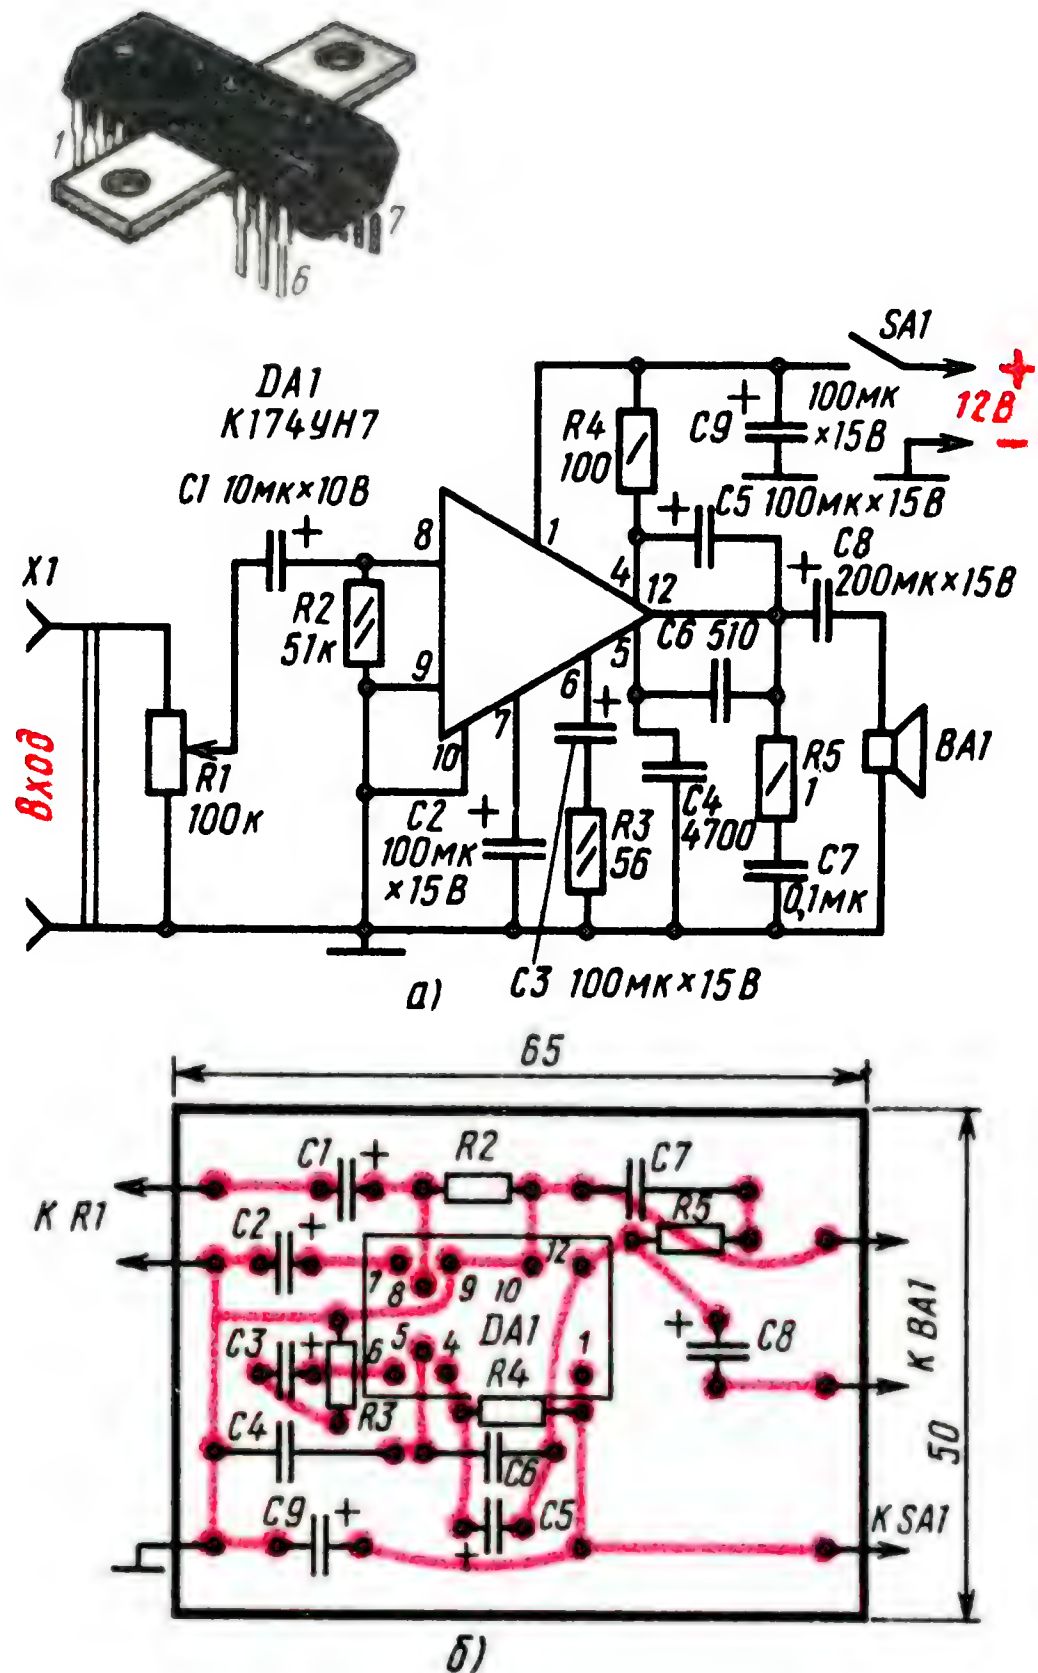 1
7
6
SA1
DA1
К174УН7
+
12В
−
R4
100
C9
+
100мк
×15В
C1 10мк×10В
+
C5 100мк×15В
+
X1
8
1
4
12
C8
200мк×15В
+
R2
51к
9
C6 510
5
6
+
7
10
Вход
R1
100к
C2
100мк
×15В
+
R3
56
C4
4700
R5
1
BA1
C7
0,1мк
а)
C3 100мк×15В
65
C1
+
R2
C7
К R1
C2
+
R5
7
8
9
10
12
C3
+
5
4
DA1
1
6
R4
+
C8
К BA1
R3
C4
C6
50
C9
+
C5
+
К SA1
б)